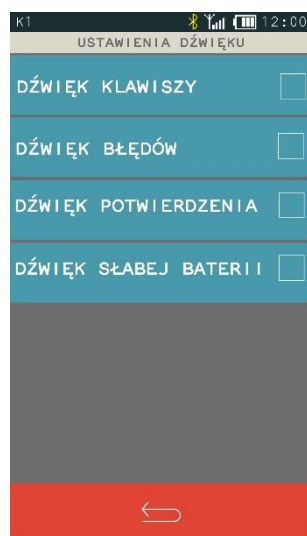 K1 12:00
USTAWIENIA DŹWIĘKU
DŹWIĘK KLAWISZY
DŹWIĘK BŁĘDÓW
DŹWIĘK POTWIERDZENIA
DŹWIĘK SŁABEJ BATERII